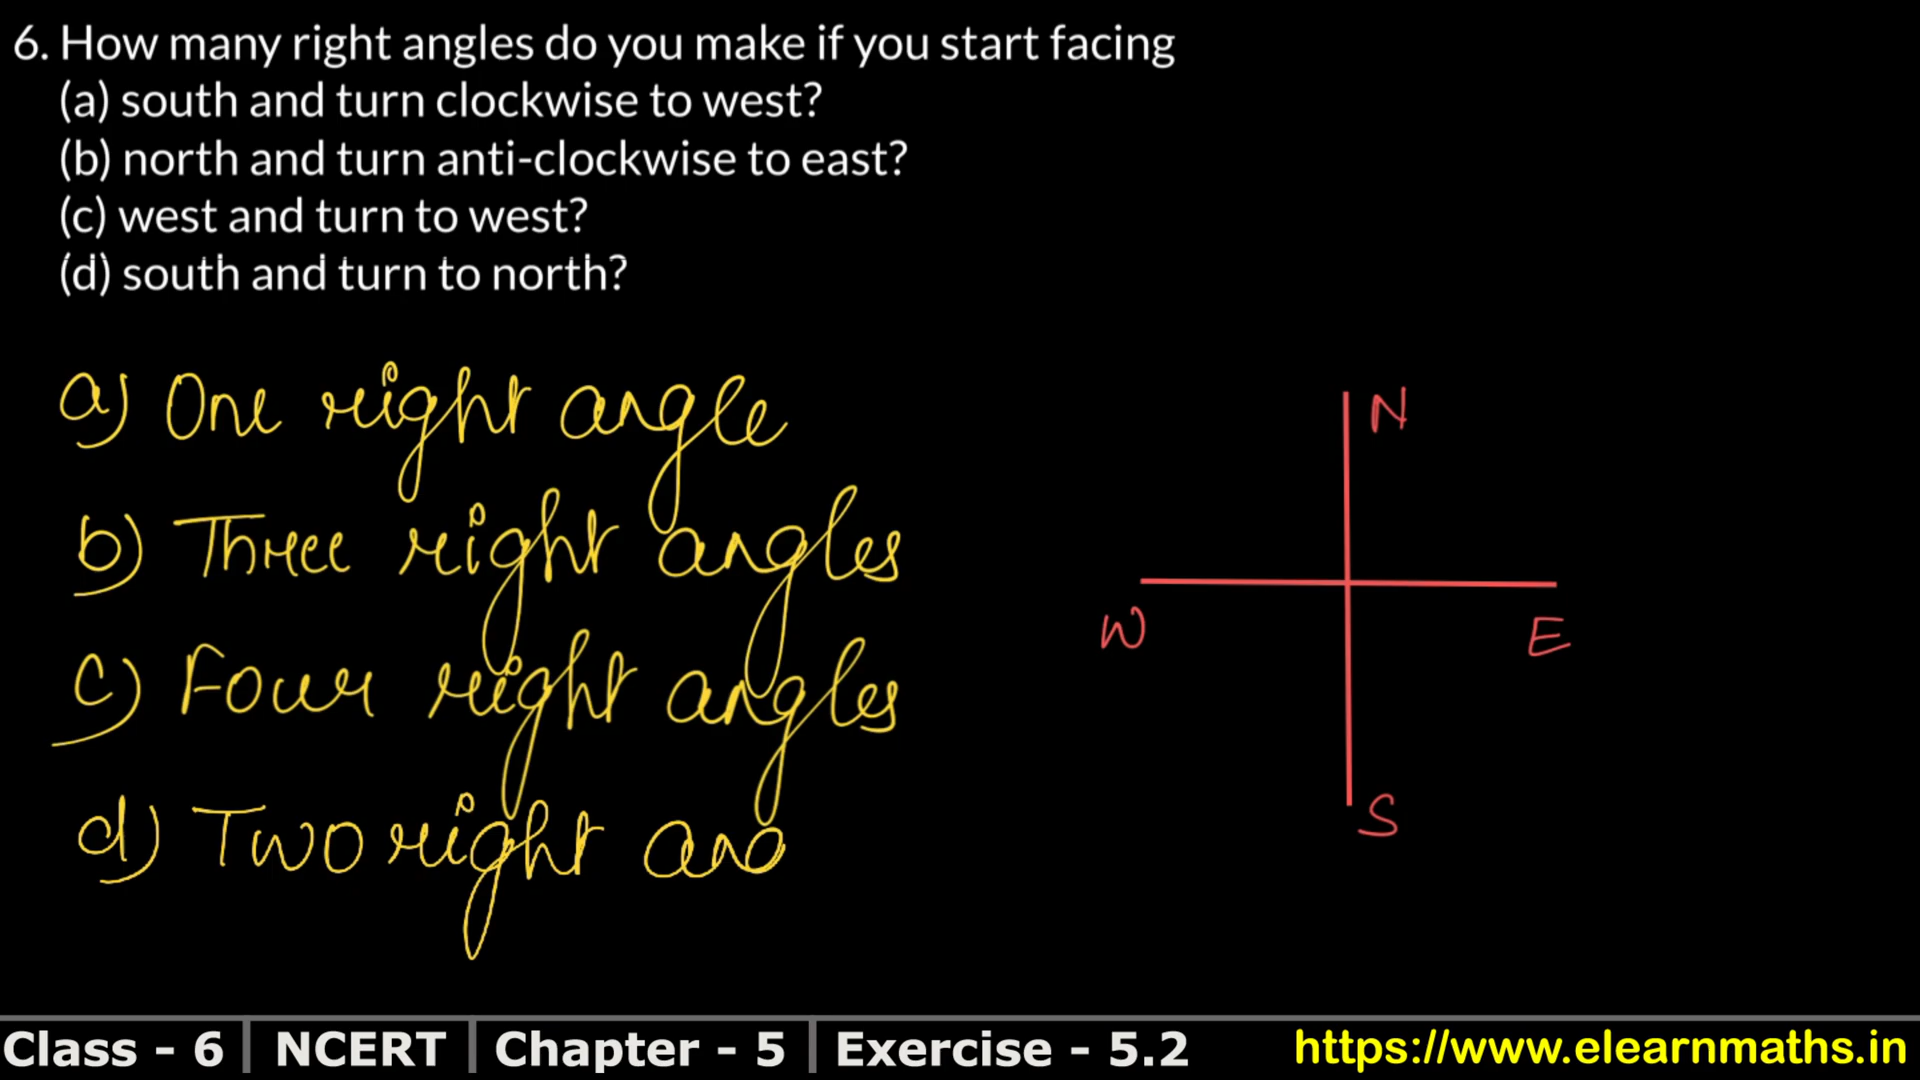 6. How many right angles do you make if you start facing
(a) south and turn clockwise to west?
(b) north and turn anti-clockwise to east?
(c) west and turn to west?
(d) south and turn to north?
a) One right angle
b) Three right angles
c) Four right angles
d) Two right an
N
W
E
S
Class - 6 | NCERT | Chapter - 5 | Exercise - 5.2 https://www.elearnmaths.in